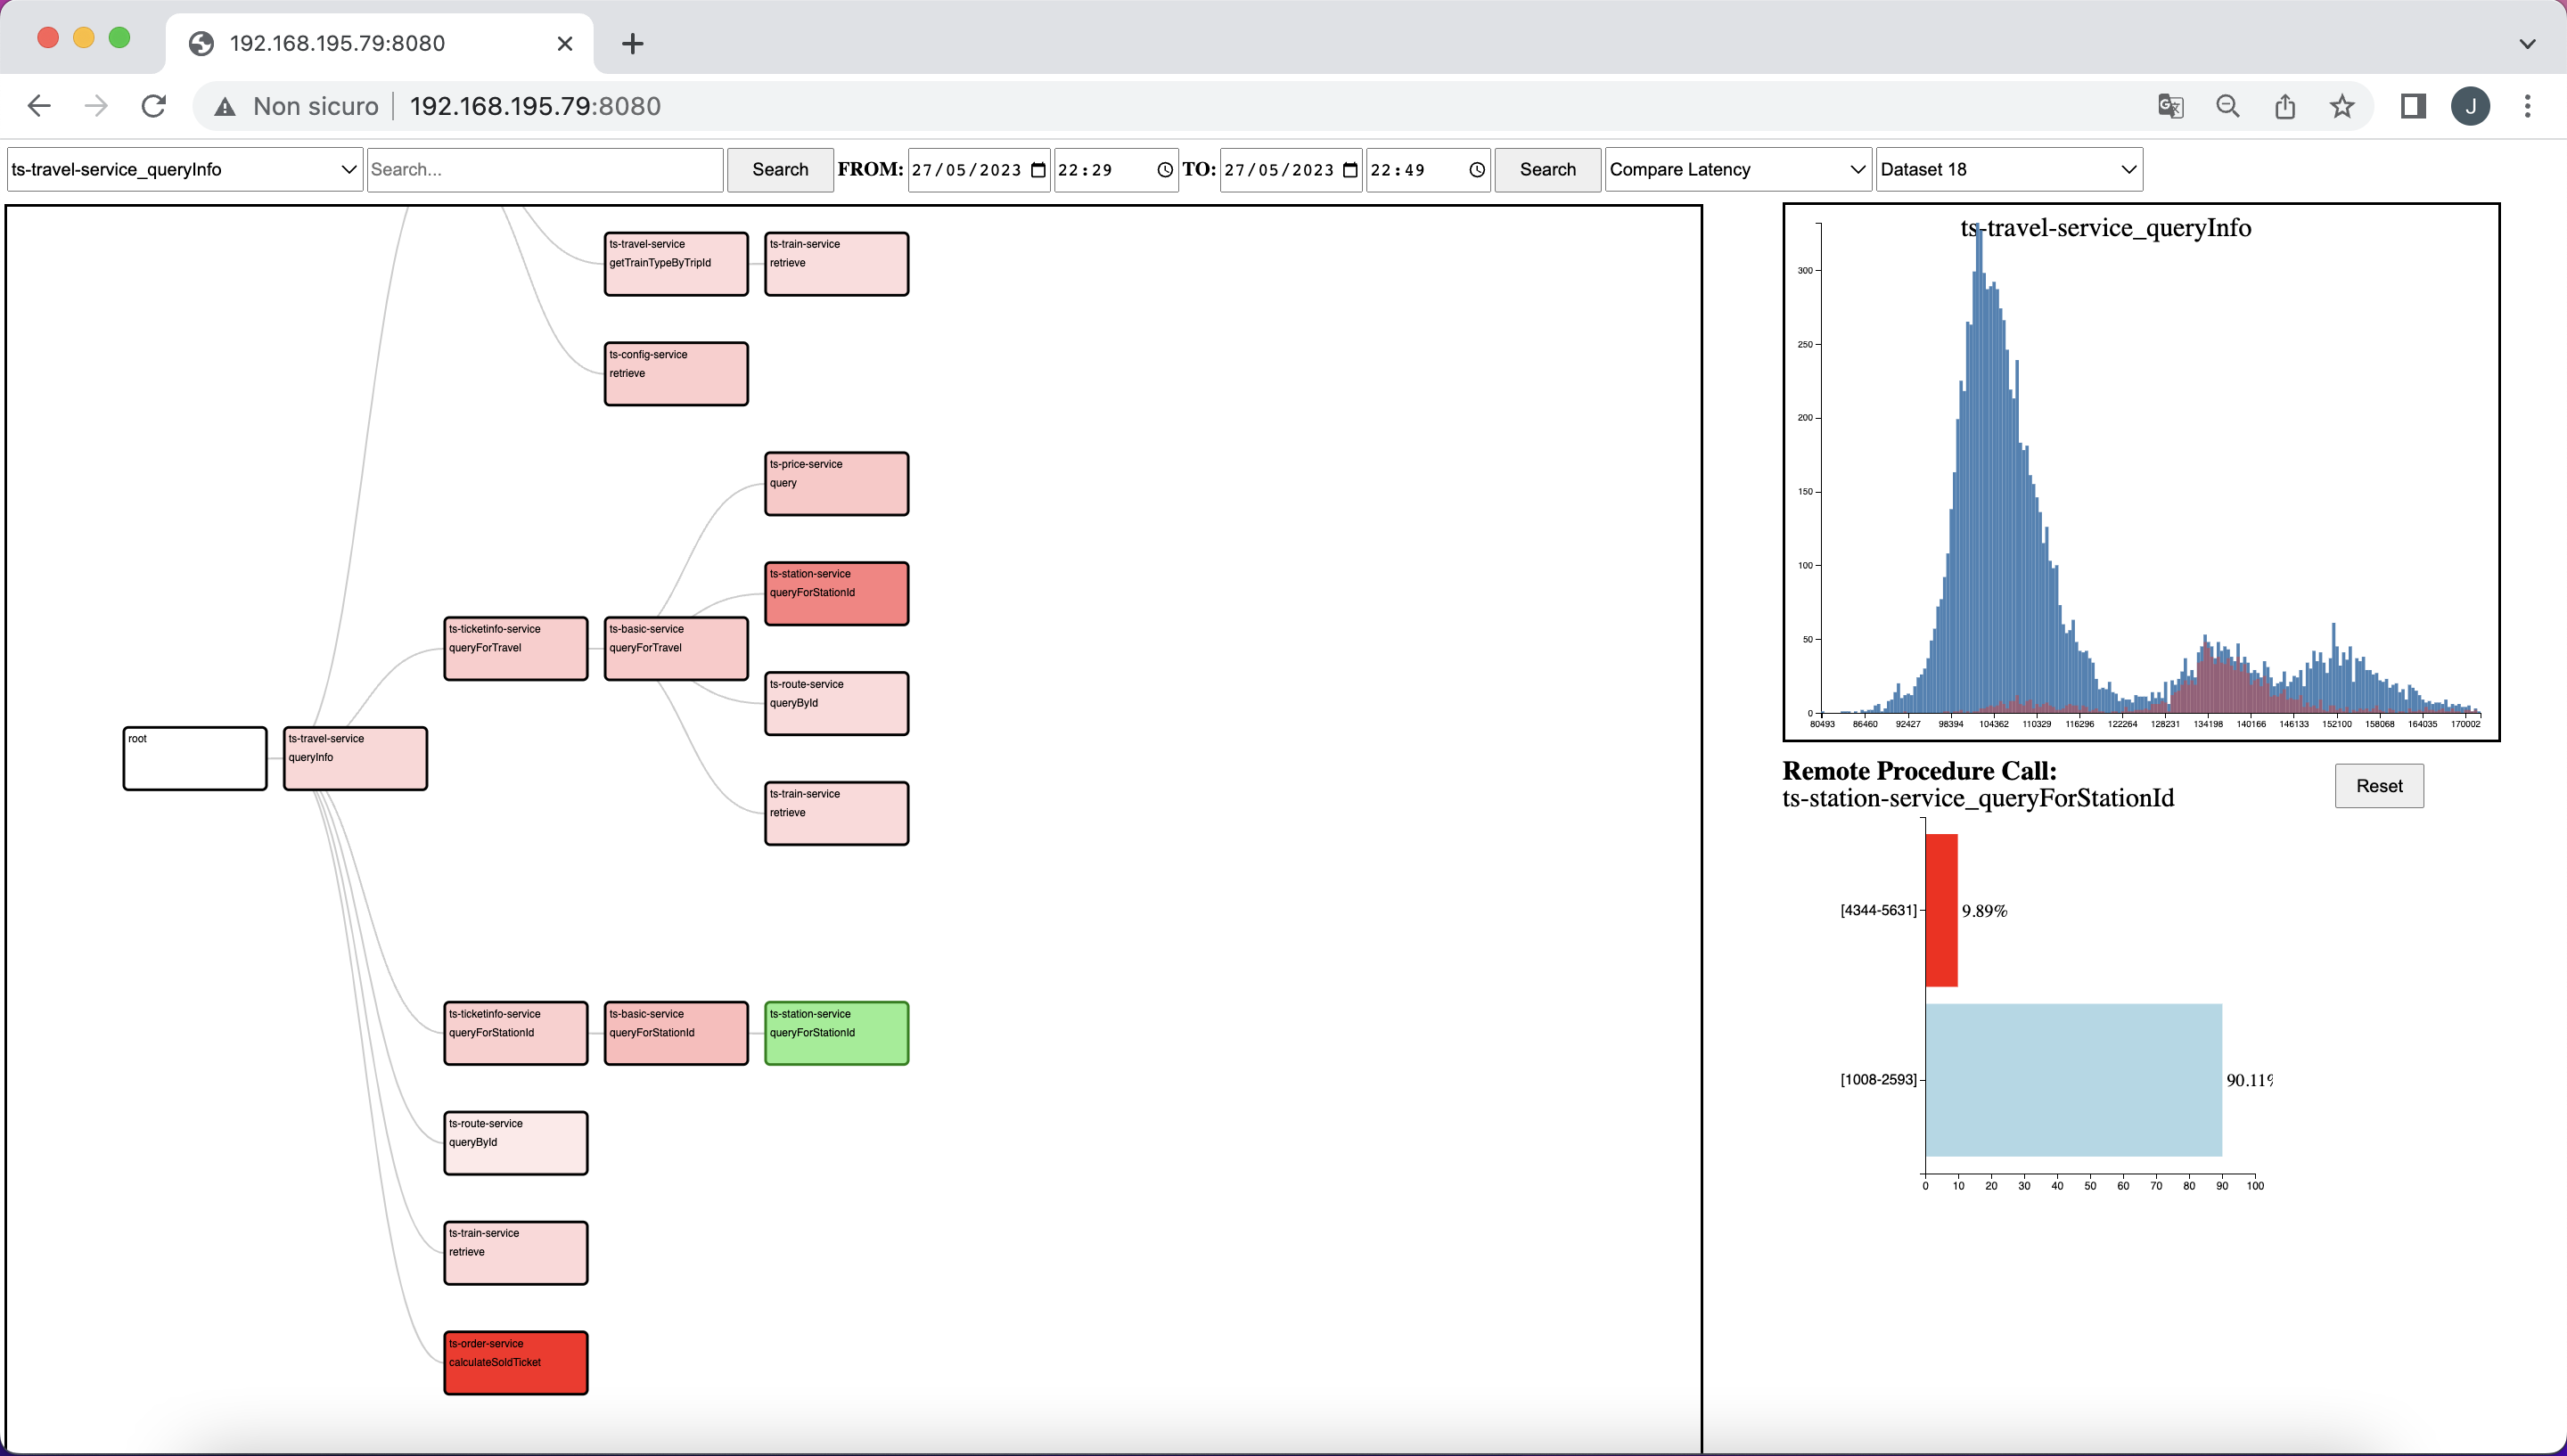 192.168.195.79:8080
Non sicuro 192.168.195.79:8080
J
ts-travel-service_queryInfo Search... Search FROM: 27/05/2023 22:29 TO: 27/05/2023 22:49 Search Compare Latency Dataset 18
ts-travel-service
getTrainTypeByTripId
ts-train-service
retrieve
ts-config-service
retrieve
ts-price-service
query
ts-station-service
queryForStationId
ts-ticketinfo-service
queryForTravel
ts-basic-service
queryForTravel
ts-route-service
queryById
root
ts-travel-service
queryInfo
ts-train-service
retrieve
ts-ticketinfo-service
queryForStationId
ts-basic-service
queryForStationId
ts-station-service
queryForStationId
ts-route-service
queryById
ts-train-service
retrieve
ts-order-service
calculateSoldTicket
ts-travel-service_queryInfo
300
250
200
150
100
50
0
80493 86460 92427 98394 104362 110329 116296 122264 128231 134198 140166 146133 152100 158068 164035 170002
Remote Procedure Call:
ts-station-service_queryForStationId
Reset
[4344-5631] 9.89%
[1008-2593] 90.11%
0 10 20 30 40 50 60 70 80 90 100